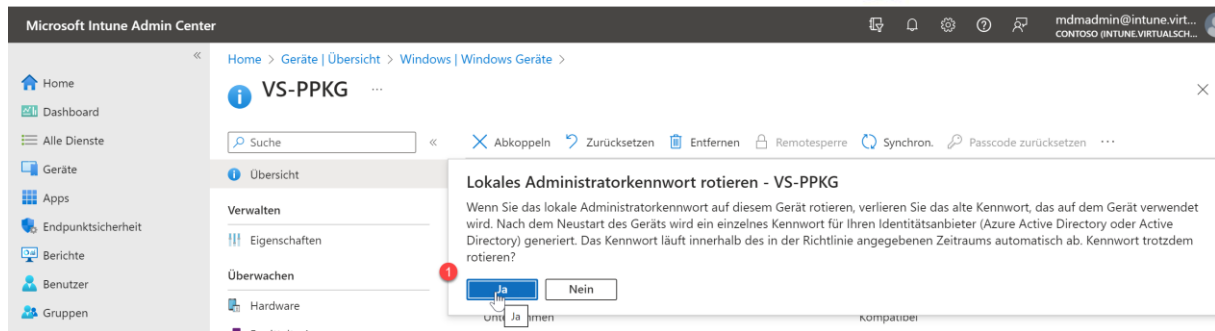 Microsoft Intune Admin Center
mdmadmin@intune.virt...
CONTOSO (INTUNE.VIRTUALSCH...
«
Home > Geräte | Übersicht > Windows | Windows Geräte >
Home
Dashboard
Alle Dienste
Geräte
Apps
Endpunktsicherheit
Berichte
Benutzer
Gruppen
VS-PPKG ...
Suche
«
Abkoppeln Zurücksetzen Entfernen Remotesperre Synchron. Passcode zurücksetzen ...
Übersicht
Verwalten
Eigenschaften
Überwachen
Hardware
Lokales Administratorkennwort rotieren - VS-PPKG
Wenn Sie das lokale Administratorkennwort auf diesem Gerät rotieren, verlieren Sie das alte Kennwort, das auf dem Gerät verwendet
wird. Nach dem Neustart des Geräts wird ein einzelnes Kennwort für Ihren Identitätsanbieter (Azure Active Directory oder Active
Directory) generiert. Das Kennwort läuft innerhalb des in der Richtlinie angegebenen Zeitraums automatisch ab. Kennwort trotzdem
rotieren?
1
Ja Nein
Ja
Kompatibel